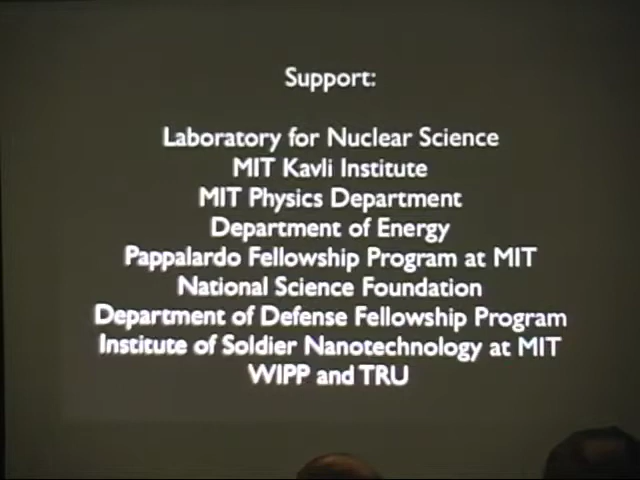 Support:
Laboratory for Nuclear Science
MIT Kavli Institute
MIT Physics Department
Department of Energy
Pappalardo Fellowship Program at MIT
National Science Foundation
Department of Defense Fellowship Program
Institute of Soldier Nanotechnology at MIT
WIPP and TRU